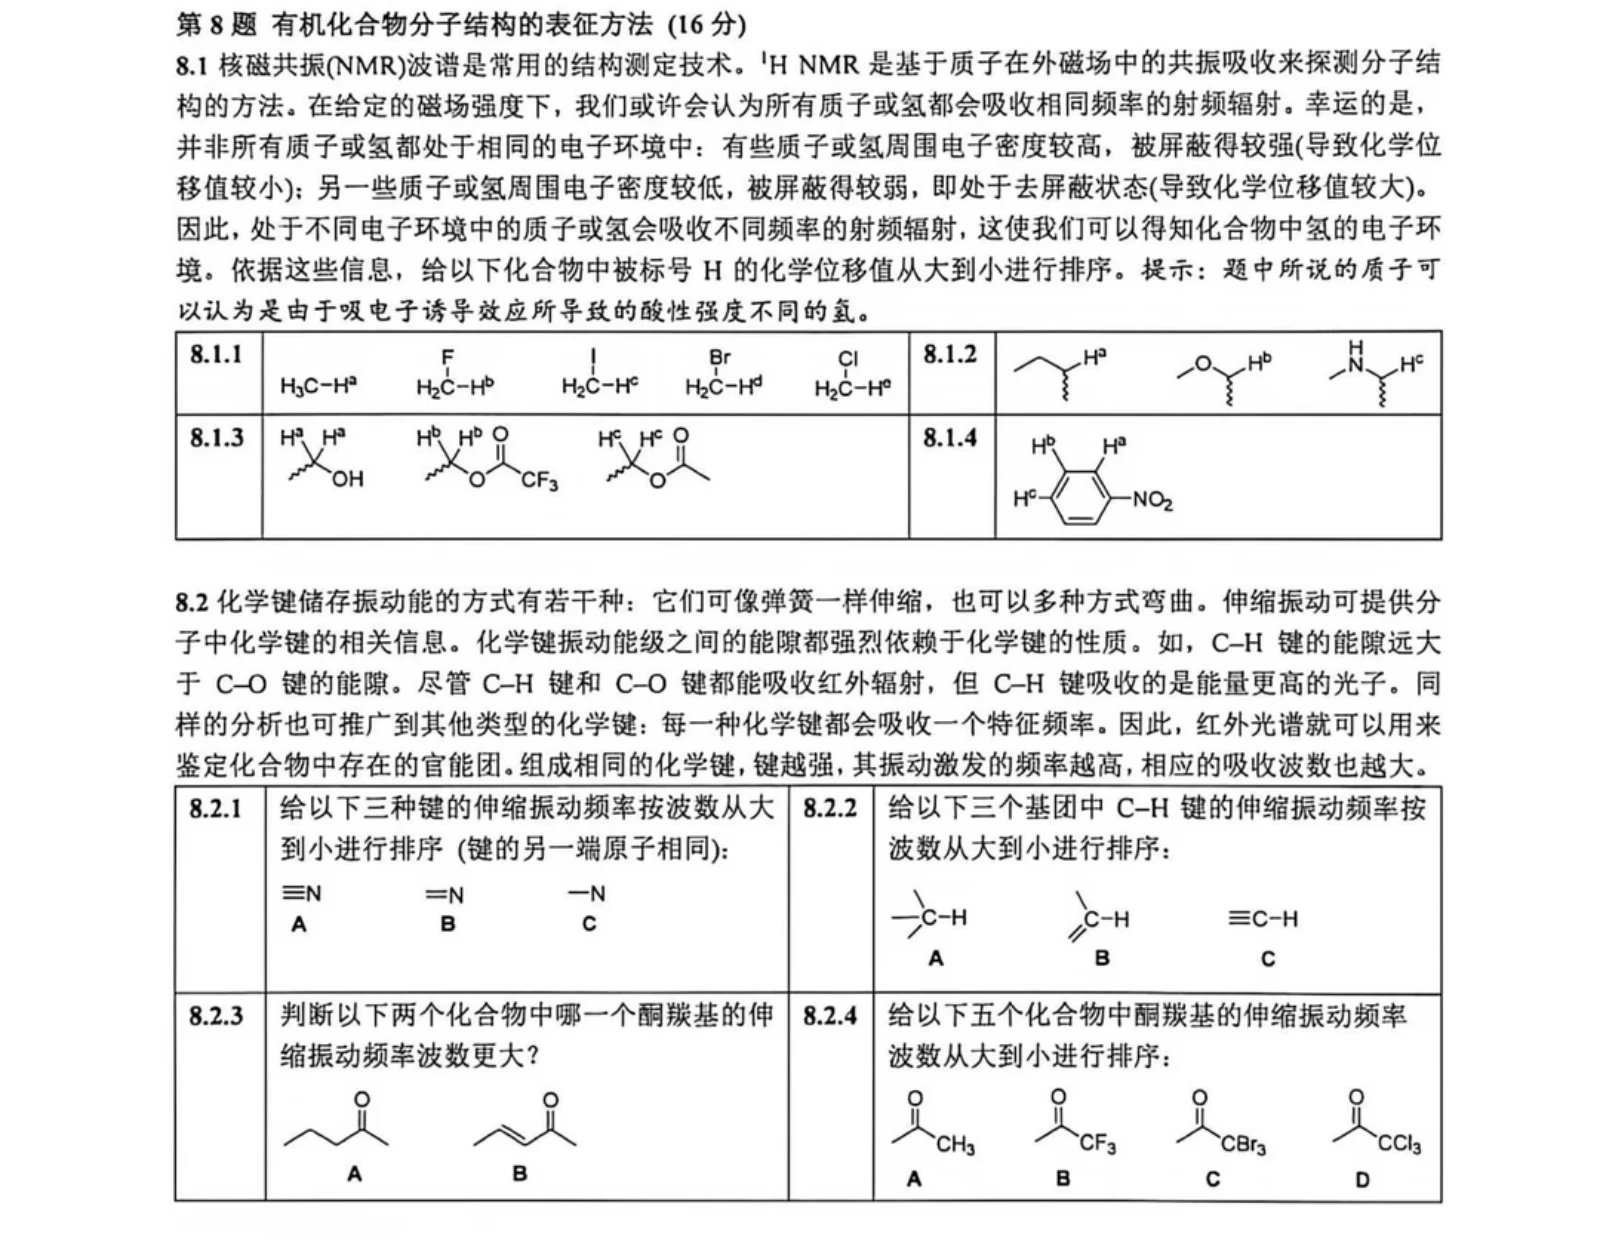 第 8 题 有机化合物分子结构的表征方法 (16 分)
8.1 核磁共振(NMR)波谱是常用的结构测定技术。¹H NMR 是基于质子在外磁场中的共振吸收来探测分子结
构的方法。在给定的磁场强度下，我们或许会认为所有质子或氢都会吸收相同频率的射频辐射。幸运的是，
并非所有质子或氢都处于相同的电子环境中：有些质子或氢周围电子密度较高，被屏蔽得较强(导致化学位
移值较小)；另一些质子或氢周围电子密度较低，被屏蔽得较弱，即处于去屏蔽状态(导致化学位移值较大)。
因此，处于不同电子环境中的质子或氢会吸收不同频率的射频辐射，这使我们可以得知化合物中氢的电子环
境。依据这些信息，给以下化合物中被标号 H 的化学位移值从大到小进行排序。提示：题中所说的质子可
以认为是由于吸电子诱导效应所导致的酸性强度不同的氢。
8.1.1
H₃C–Hᵃ
F
H₂C–Hᵇ
I
H₂C–Hᶜ
Br
H₂C–Hᵈ
Cl
H₂C–Hᵉ
8.1.2
Hᵃ
O Hᵇ
H
N Hᶜ
8.1.3
Hᵃ Hᵃ
OH
Hᵇ Hᵇ O
O CF₃
Hᶜ Hᶜ O
O
8.1.4
Hᵇ Hᵃ
Hᶜ NO₂
8.2 化学键储存振动能的方式有若干种：它们可像弹簧一样伸缩，也可以多种方式弯曲。伸缩振动可提供分
子中化学键的相关信息。化学键振动能级之间的能隙都强烈依赖于化学键的性质。如，C–H 键的能隙远大
于 C–O 键的能隙。尽管 C–H 键和 C–O 键都能吸收红外辐射，但 C–H 键吸收的是能量更高的光子。同
样的分析也可推广到其他类型的化学键：每一种化学键都会吸收一个特征频率。因此，红外光谱就可以用来
鉴定化合物中存在的官能团。组成相同的化学键，键越强，其振动激发的频率越高，相应的吸收波数也越大。
8.2.1
给以下三种键的伸缩振动频率按波数从大
到小进行排序 (键的另一端原子相同)：
≡N =N –N
A B C
8.2.2
给以下三个基团中 C–H 键的伸缩振动频率按
波数从大到小进行排序：
C–H C–H ≡C–H
A B C
8.2.3
判断以下两个化合物中哪一个酮羰基的伸
缩振动频率波数更大？
O O
A B
8.2.4
给以下五个化合物中酮羰基的伸缩振动频率
波数从大到小进行排序：
O O O O
CH₃ CF₃ CBr₃ CCl₃
A B C D